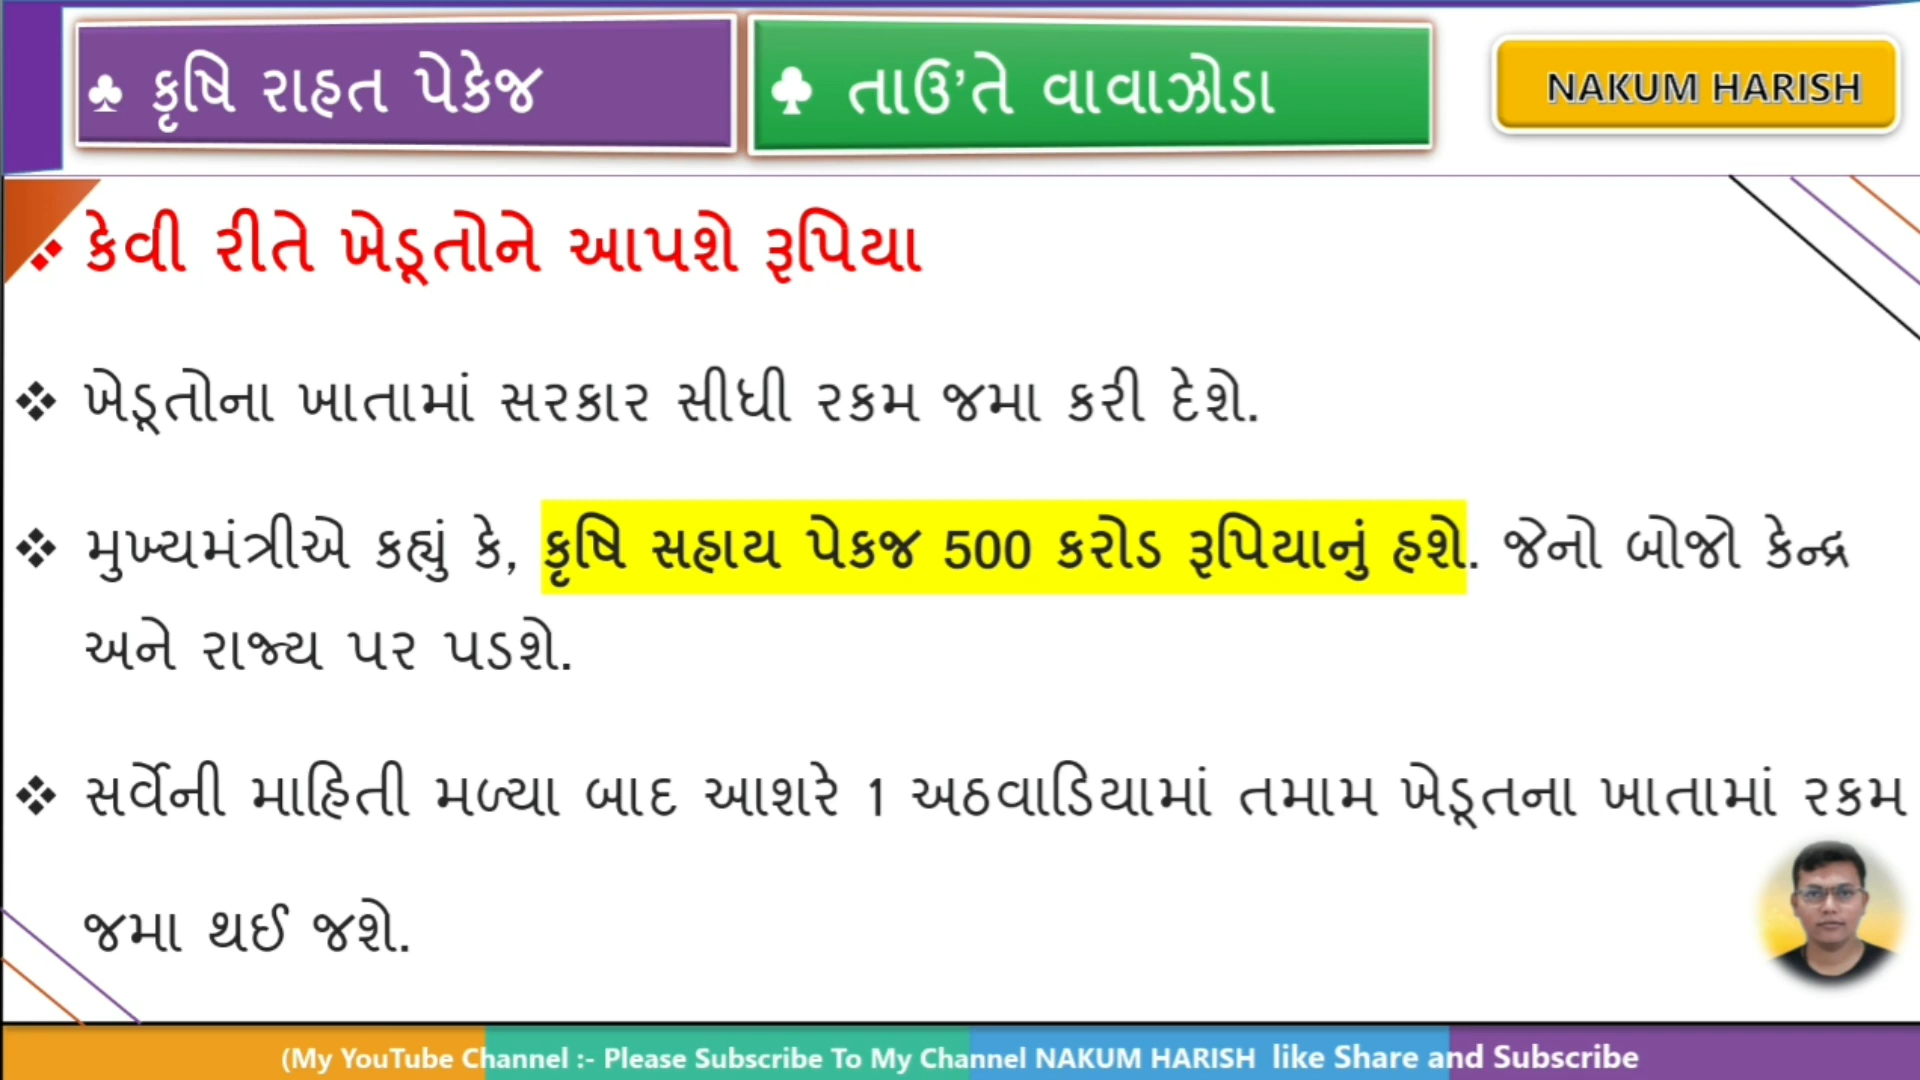 ♣ કૃષિ રાહત પેકેજ
♣ તાઉ'તે વાવાઝોડા
NAKUM HARISH
❖ કેવી રીતે ખેડૂતોને આપશે રૂપિયા
❖ ખેડૂતોના ખાતામાં સરકાર સીધી રકમ જમા કરી દેશે.
❖ મુખ્યમંત્રીએ કહ્યું કે, કૃષિ સહાય પેકજ 500 કરોડ રૂપિયાનું હશે. જેનો બોજો કેન્દ્ર
અને રાજ્ય પર પડશે.
❖ સર્વેની માહિતી મળ્યા બાદ આશરે 1 અઠવાડિયામાં તમામ ખેડૂતના ખાતામાં રકમ
જમા થઈ જશે.
(My YouTube Channel :- Please Subscribe To My Channel NAKUM HARISH like Share and Subscribe